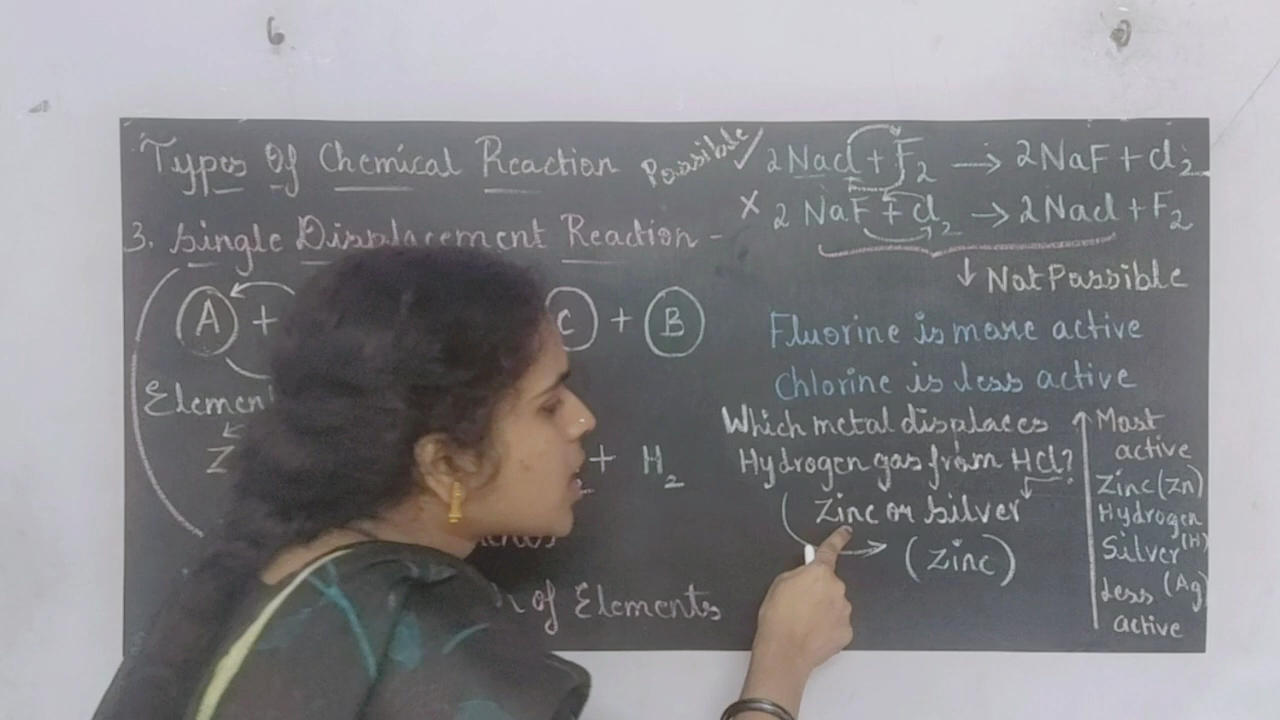 Types Of Chemical Reaction
3. Single Displacement Reaction -
A +
C + B
Element
Z
+ H2
of Elements
Possible ✓ 2Nacl + F2 → 2NaF + cl2
× 2 NaF + cl2 → 2Nacl + F2
↓ Not Possible
Fluorine is more active
Chlorine is less active
Which metal displaces
Hydrogen gas from HCl?
Zinc or Silver
→ (Zinc)
Most
active
Zinc(Zn)
Hydrogen
(H)
Silver
(Ag)
Less
active